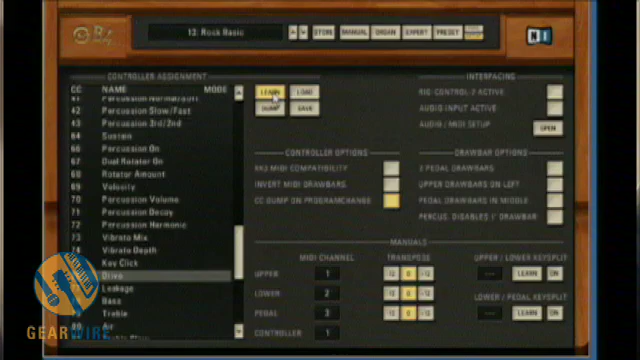 13: Rock Basic STORE MANUAL ORGAN EXPERT PRESET
CONTROLLER ASSIGNMENT
CC NAME MODE
41 Percussion Normal/Soft
42 Percussion Slow/Fast
43 Percussion 3rd/2nd
64 Sustain
66 Percussion On
67 Dual Rotator On
68 Rotator Amount
69 Velocity
70 Percussion Volume
71 Percussion Decay
72 Percussion Harmonic
73 Vibrato Mix
74 Vibrato Depth
Key Click
Drive
Leakage
Bass
Treble
Air
LEARN LOAD
DUMP SAVE
INTERFACING
RIG-CONTROL 2 ACTIVE
AUDIO INPUT ACTIVE
AUDIO / MIDI SETUP OPEN
CONTROLLER OPTIONS
RK3 MIDI COMPATIBILITY
INVERT MIDI DRAWBARS
CC DUMP ON PROGRAMCHANGE
DRAWBAR OPTIONS
2 PEDAL DRAWBARS
UPPER DRAWBARS ON LEFT
PEDAL DRAWBARS IN MIDDLE
PERCUS. DISABLES 1' DRAWBAR
MANUALS
MIDI CHANNEL TRANSPOSE UPPER / LOWER KEYSPLIT
UPPER 1 -12 0 +12 --- LEARN ON
LOWER 2 -12 0 +12 LOWER / PEDAL KEYSPLIT
PEDAL 3 -12 0 +12 --- LEARN ON
CONTROLLER 1
GEARWIRE